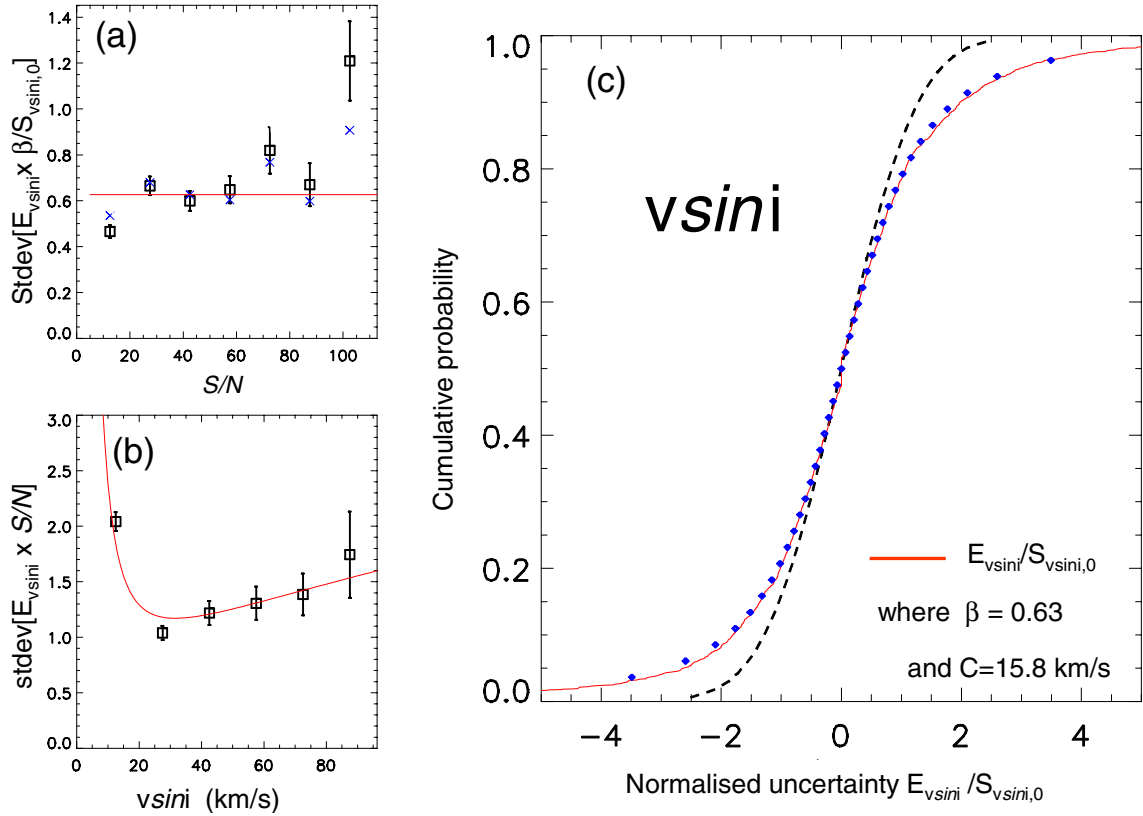 (a)
Stdev[E_vsini x β/S_vsini,0]
1.4
1.2
1.0
0.8
0.6
0.4
0.2
0.0
0 20 40 60 80 100
S/N
(b)
stdev[E_vsini x S/N]
3.0
2.5
2.0
1.5
1.0
0.5
0.0
0 20 40 60 80
vsini (km/s)
(c)
vsini
Cumulative probability
1.0
0.8
0.6
0.4
0.2
0.0
E_vsini/S_vsini,0
where β = 0.63
and C=15.8 km/s
−4 −2 0 2 4
Normalised uncertainty E_vsini /S_vsini,0